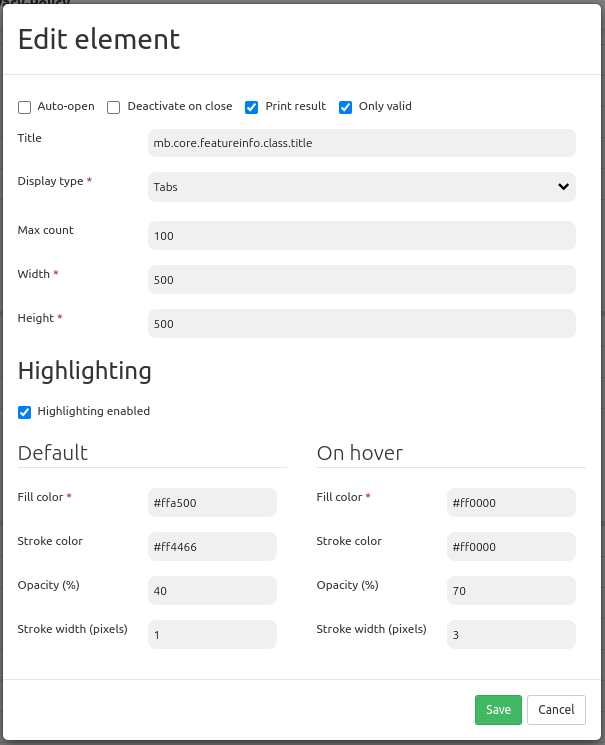 Edit element
Auto-open Deactivate on close Print result Only valid
Title mb.core.featureinfo.class.title
Display type * Tabs
Max count 100
Width * 500
Height * 500
Highlighting
Highlighting enabled
Default On hover
Fill color * #ffa500 Fill color * #ff0000
Stroke color #ff4466 Stroke color #ff0000
Opacity (%) 40 Opacity (%) 70
Stroke width (pixels) 1 Stroke width (pixels) 3
Save Cancel